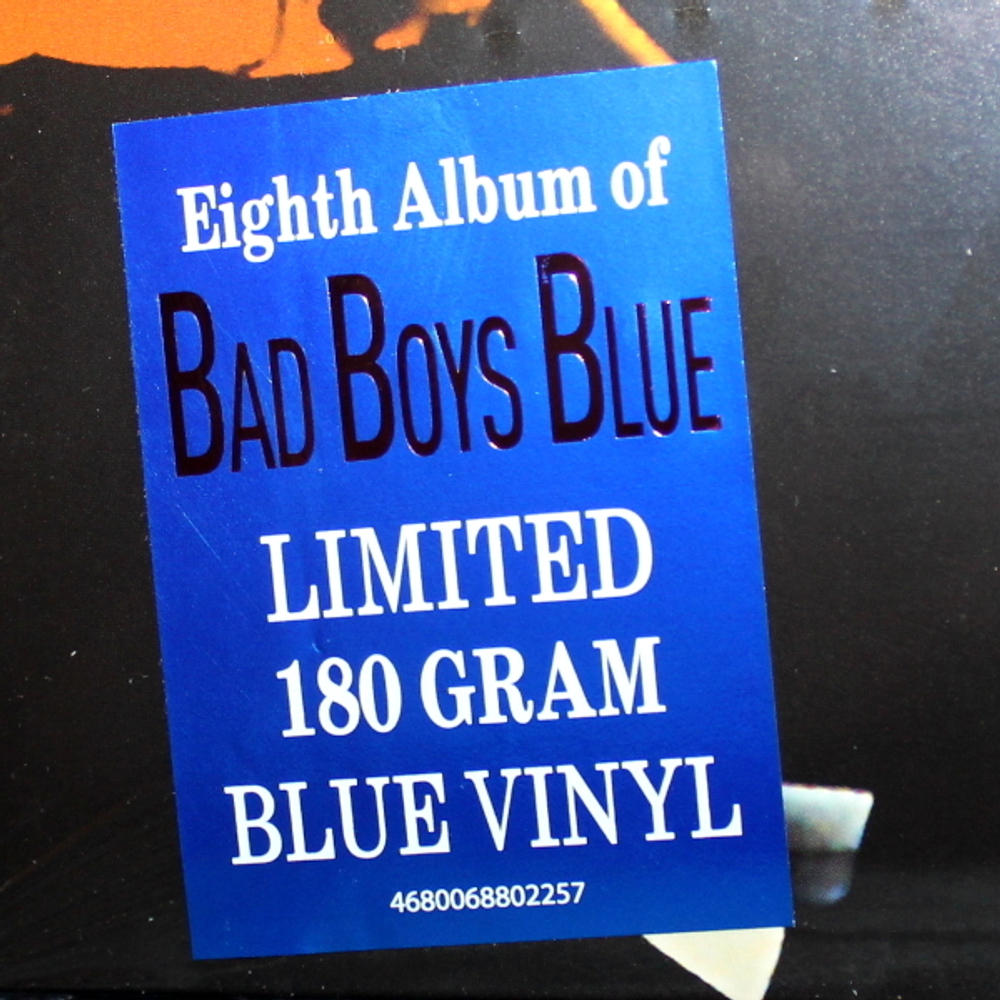 Eighth Album of
BAD BOYS BLUE
LIMITED
180 GRAM
BLUE VINYL
4680068802257